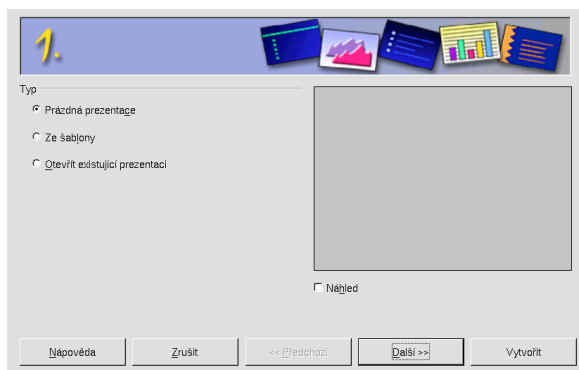 1.
Typ
Prázdná prezentace
Ze šablony
Otevřít existující prezentaci
Náhled
Nápověda
Zrušit
<< Předchozí
Další >>
Vytvořit